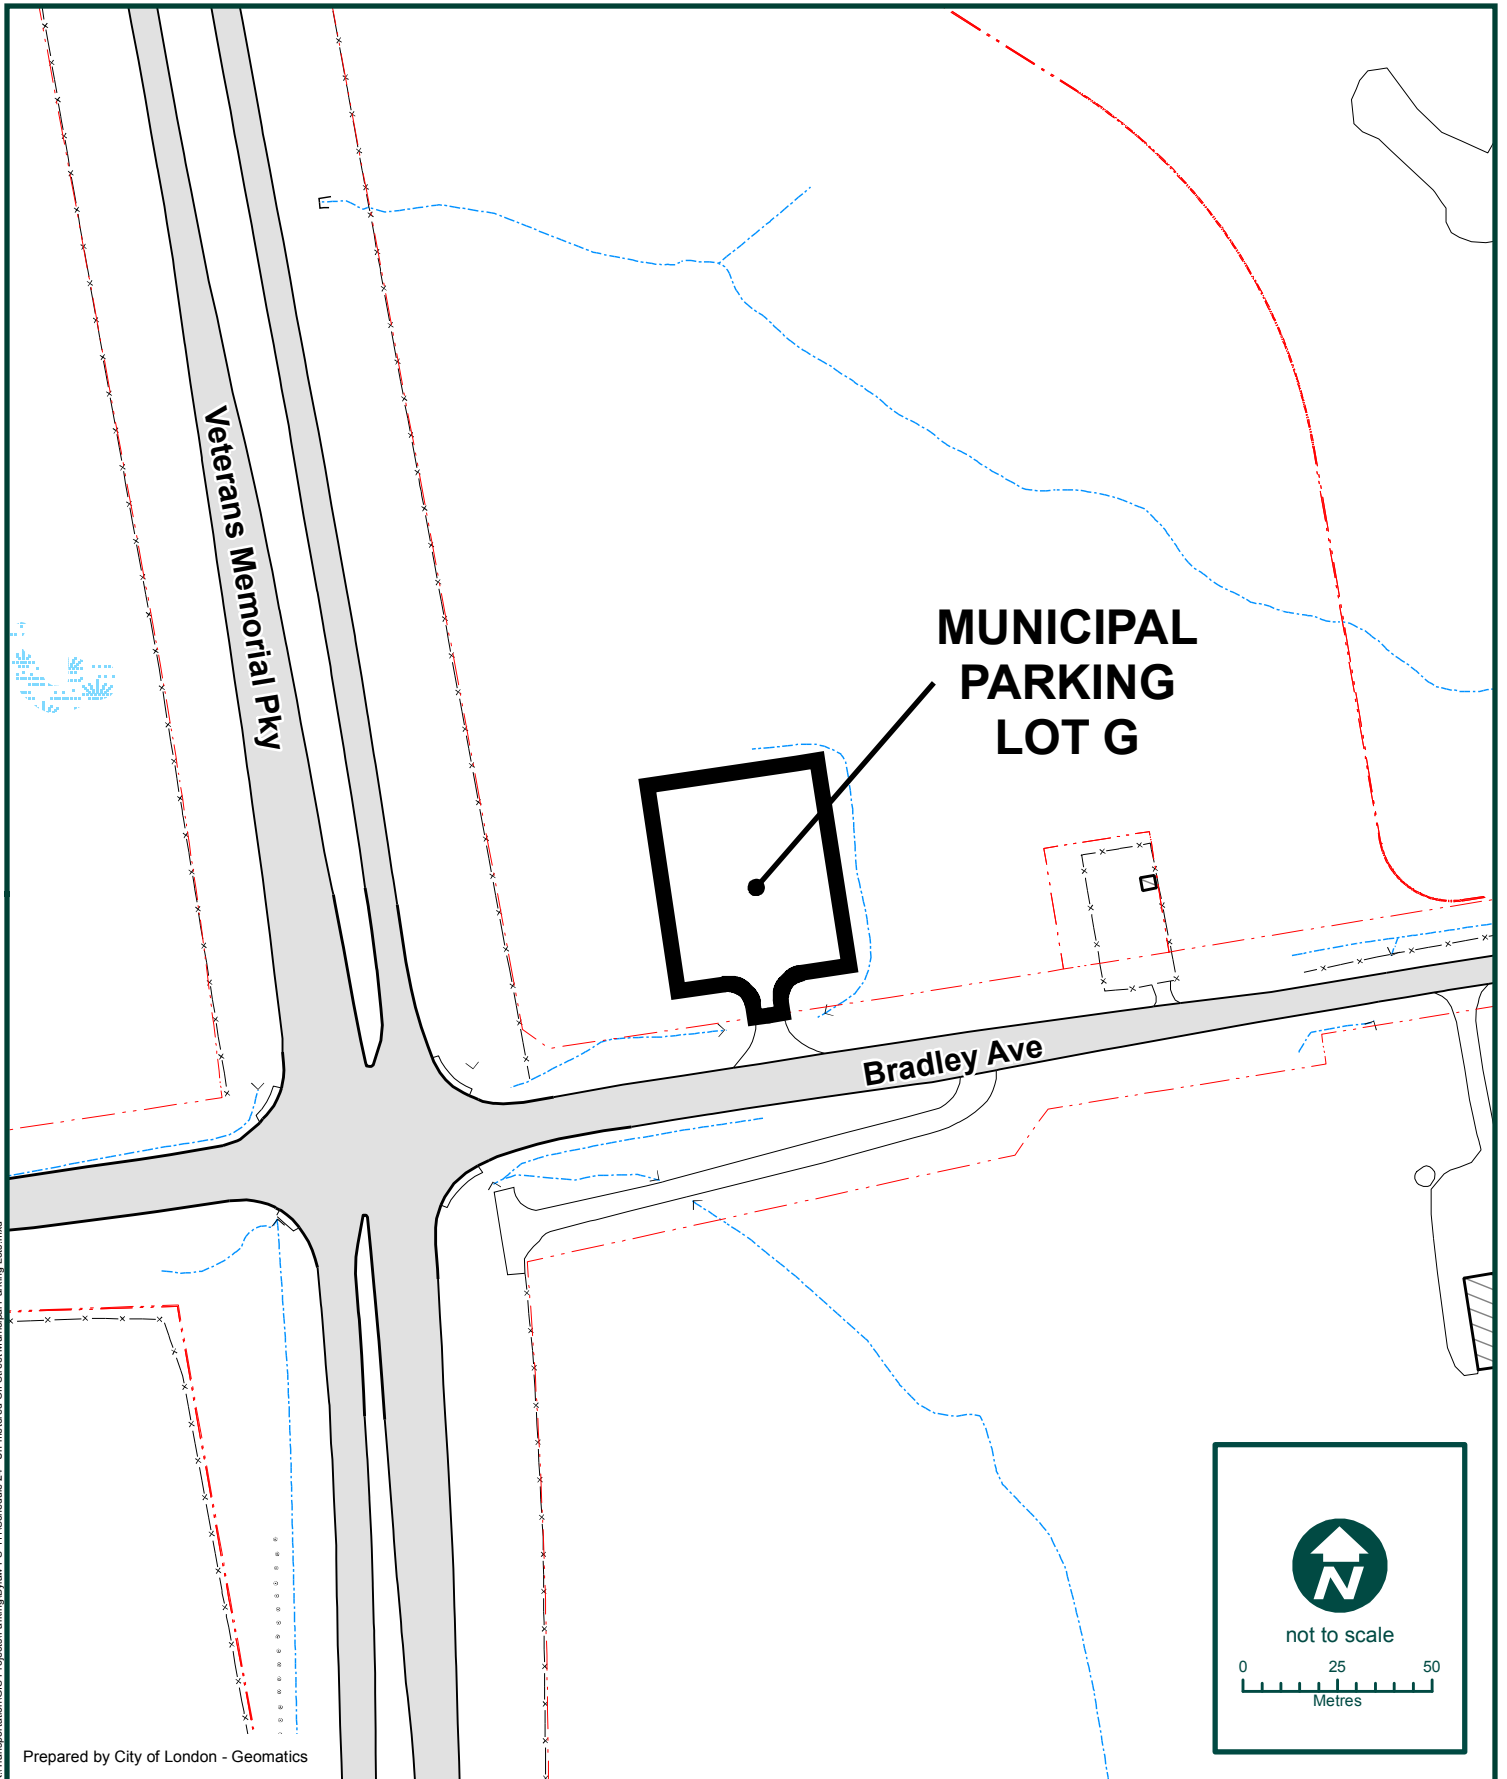 Veterans Memorial Pky
MUNICIPAL
PARKING
LOT G
Bradley Ave
N
not to scale
0 25 50
Metres
Prepared by City of London - Geomatics